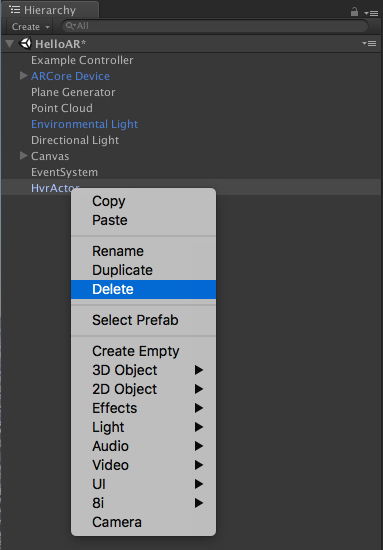 Hierarchy
Create All
HelloAR*
Example Controller
ARCore Device
Plane Generator
Point Cloud
Environmental Light
Directional Light
Canvas
EventSystem
HvrActor
Copy
Paste
Rename
Duplicate
Delete
Select Prefab
Create Empty
3D Object
2D Object
Effects
Light
Audio
Video
UI
8i
Camera